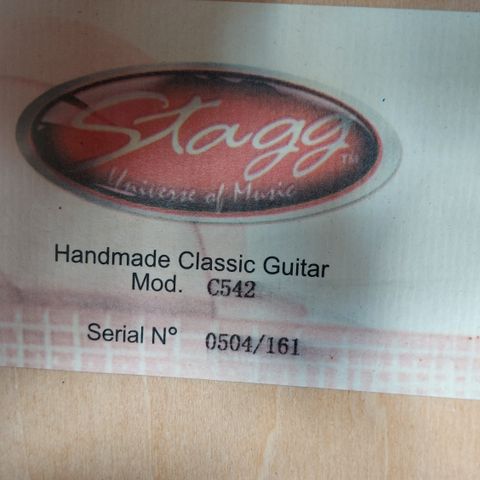 Stagg
TM
Universe of Music
Handmade Classic Guitar
Mod. C542
Serial N° 0504/161